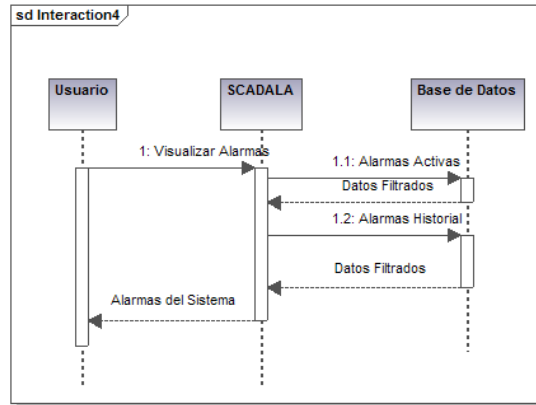 sd Interaction4
Usuario
SCADALA
Base de Datos
1: Visualizar Alarmas
1.1: Alarmas Activas
Datos Filtrados
1.2: Alarmas Historial
Datos Filtrados
Alarmas del Sistema